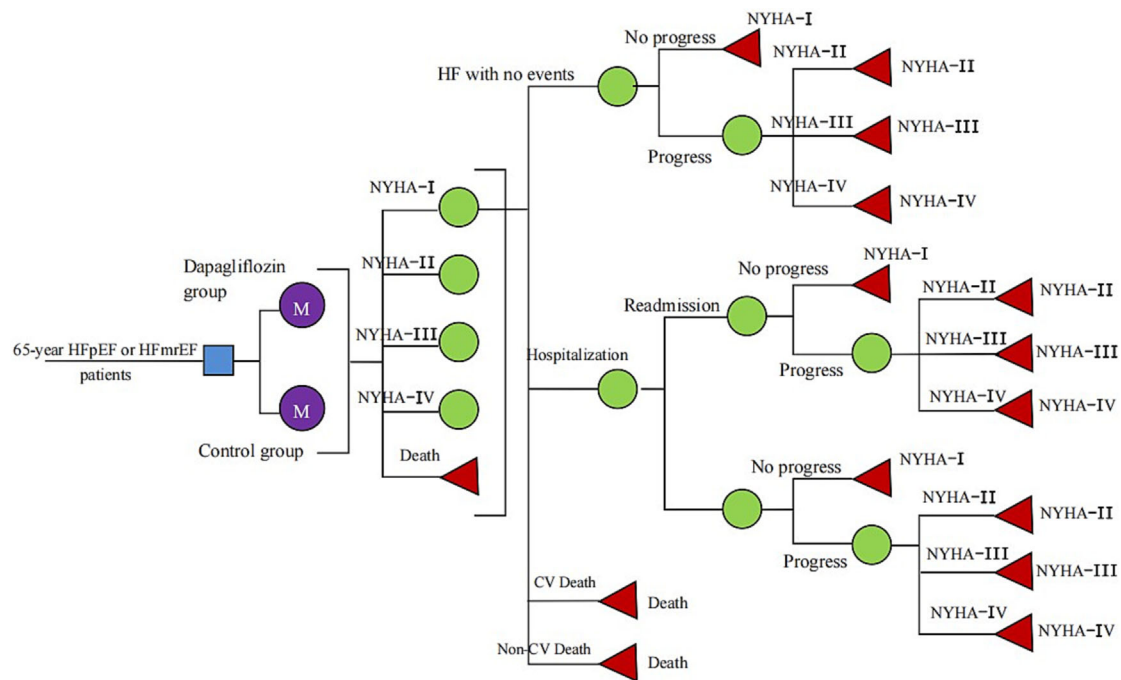 65-year HFpEF or HFmrEF
patients
Dapagliflozin
group
M
M
Control group
NYHA-I
NYHA-II
NYHA-III
NYHA-IV
Death
HF with no events
No progress
NYHA-I
Progress
NYHA-II
NYHA-II
NYHA-III
NYHA-III
NYHA-IV
NYHA-IV
Hospitalization
Readmission
No progress
NYHA-I
Progress
NYHA-II
NYHA-II
NYHA-III
NYHA-III
NYHA-IV
NYHA-IV
No progress
NYHA-I
Progress
NYHA-II
NYHA-II
NYHA-III
NYHA-III
NYHA-IV
NYHA-IV
CV Death
Death
Non-CV Death
Death